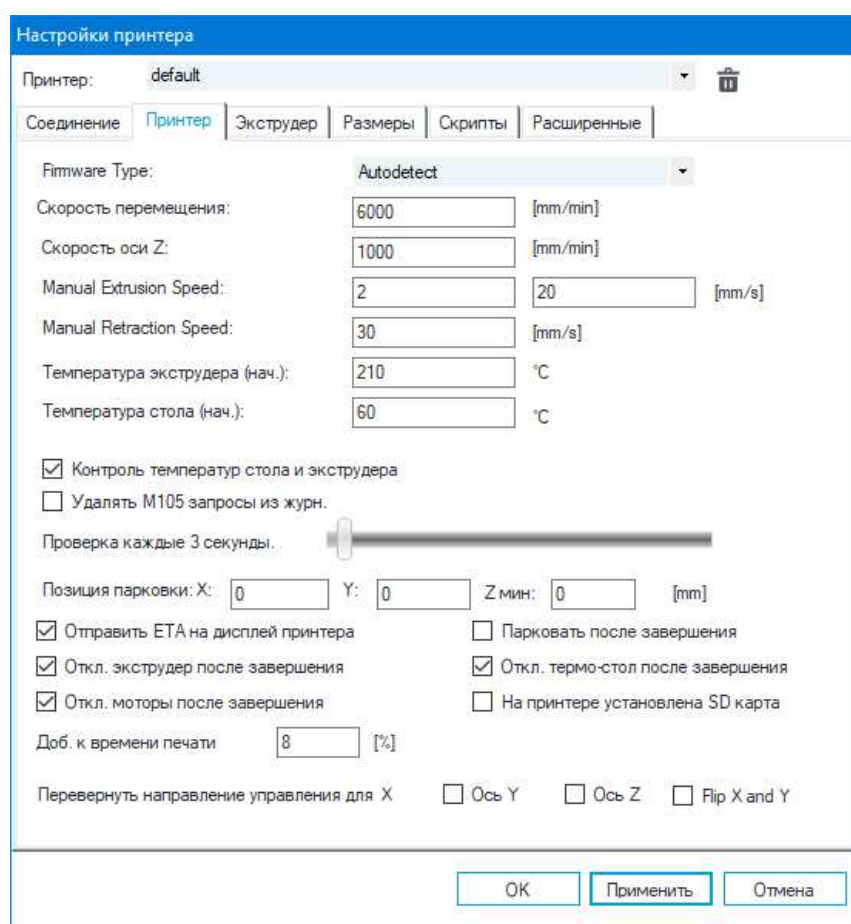 Настройки принтера
Принтер: default
Соединение Принтер Экструдер Размеры Скрипты Расширенные
Firmware Type: Autodetect
Скорость перемещения: 6000 [mm/min]
Скорость оси Z: 1000 [mm/min]
Manual Extrusion Speed: 2 20 [mm/s]
Manual Retraction Speed: 30 [mm/s]
Температура экструдера (нач.): 210 °C
Температура стола (нач.): 60 °C
Контроль температур стола и экструдера
Удалять M105 запросы из журн.
Проверка каждые 3 секунды.
Позиция парковки: X: 0 Y: 0 Z мин: 0 [mm]
Отправить ETA на дисплей принтера Парковать после завершения
Откл. экструдер после завершения Откл. термо-стол после завершения
Откл. моторы после завершения На принтере установлена SD карта
Доб. к времени печати 8 [%]
Перевернуть направление управления для X Ось Y Ось Z Flip X and Y
OK Применить Отмена